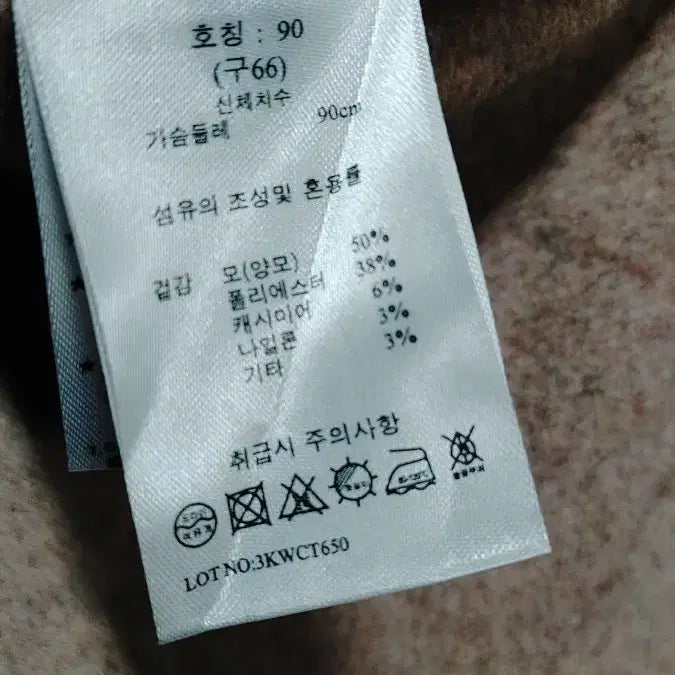 호칭 : 90
(구66)
신체치수
가슴둘레 90cm
섬유의 조성및 혼용률
겉감 모(양모) 50%
폴리에스터 38%
캐시미어 6%
나일론 3%
기타 3%
취급시 주의사항
드라이
LOT NO:3KWCT650